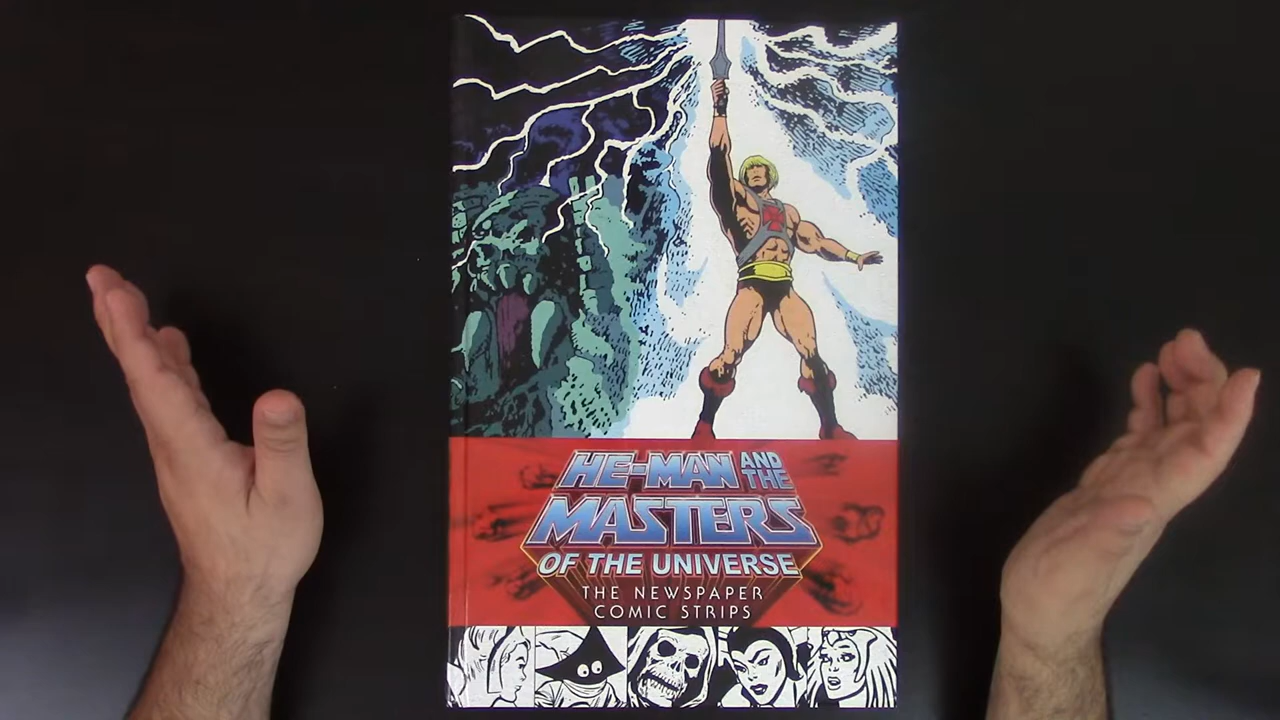 HE-MAN AND THE
MASTERS
OF THE UNIVERSE
THE NEWSPAPER
COMIC STRIPS